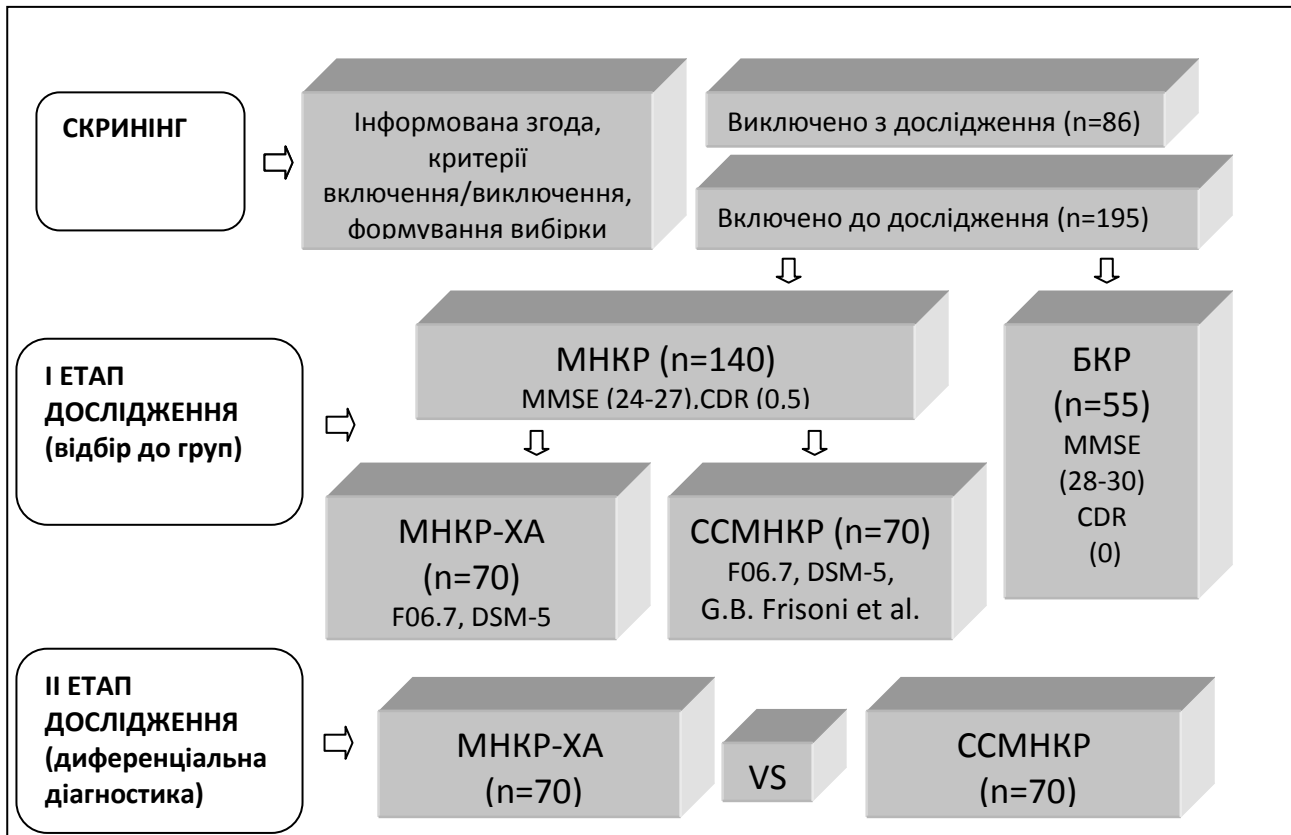 СКРИНІНГ
Інформована згода,
критерії
включення/виключення,
формування вибірки
Виключено з дослідження (n=86)
Включено до дослідження (n=195)
І ЕТАП
ДОСЛІДЖЕННЯ
(відбір до груп)
МНКР (n=140)
MMSE (24-27),CDR (0,5)
БКР
(n=55)
MMSE
(28-30)
CDR
(0)
МНКР-ХА
(n=70)
F06.7, DSM-5
ССМНКР (n=70)
F06.7, DSM-5,
G.B. Frisoni et al.
ІІ ЕТАП
ДОСЛІДЖЕННЯ
(диференціальна
діагностика)
МНКР-ХА
(n=70)
VS
ССМНКР
(n=70)